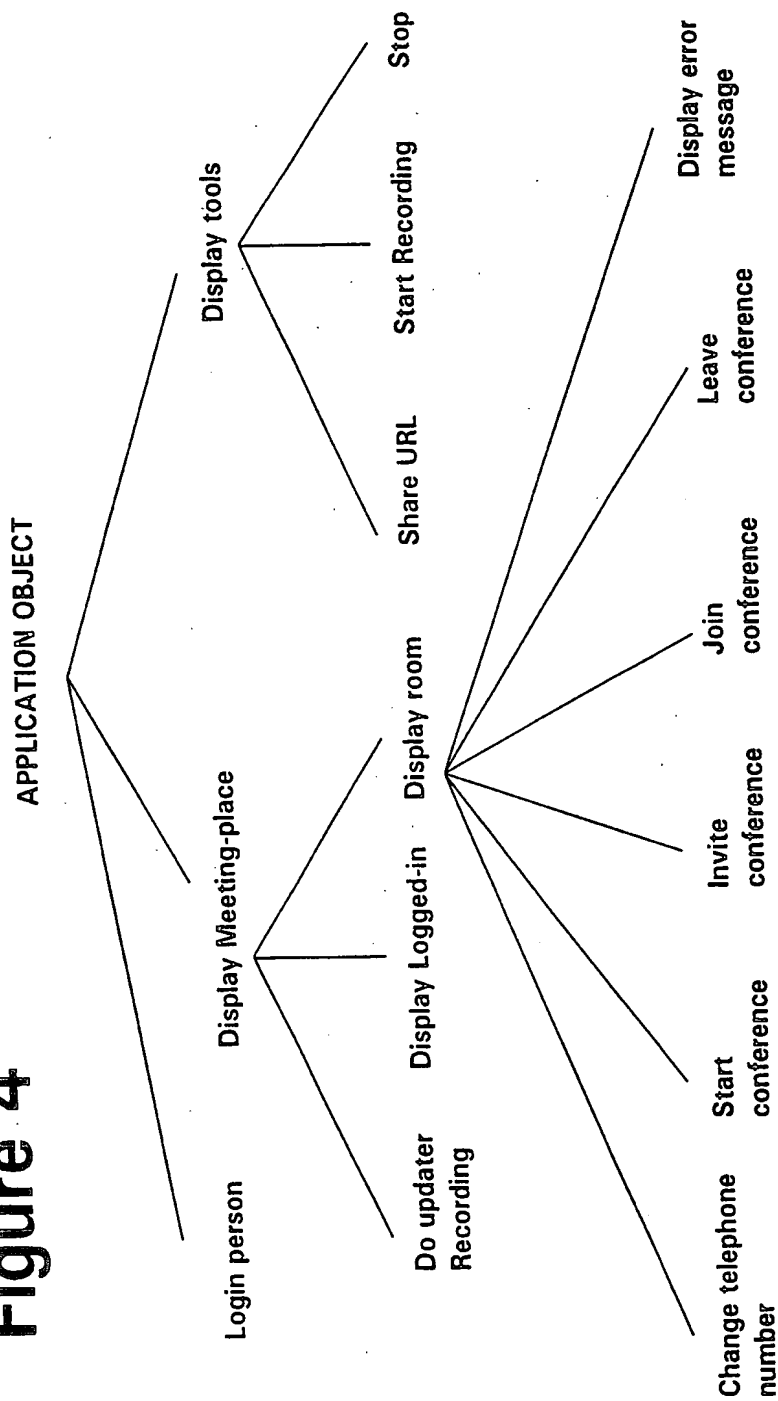 Figure 4
APPLICATION OBJECT
Login person
Display Meeting-place
Display tools
Do updater
Recording
Display Logged-in
Display room
Share URL
Start Recording
Stop
Change telephone
number
Start
conference
Invite
conference
Join
conference
Leave
conference
Display error
message